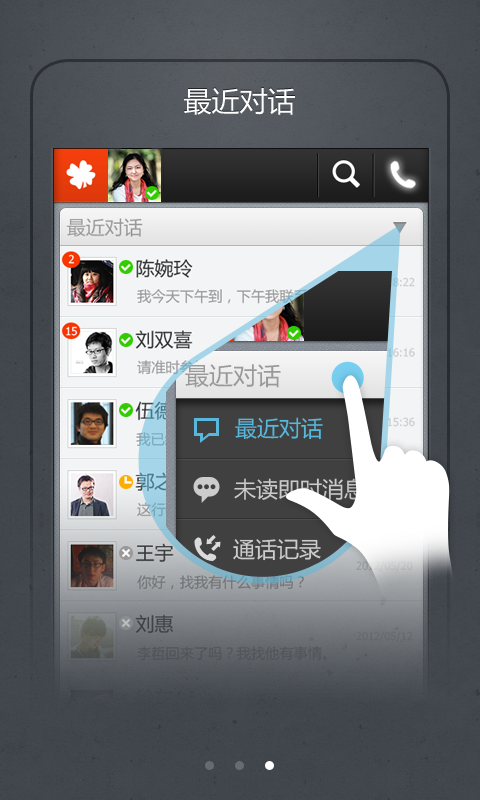 最近对话
最近对话
2
陈婉玲
8:22
我今天下午到，下午我联系
15
刘双喜
6:16
请准时参
最近对话
伍德
15:36
最近对话
我已
郭之
未读即时消息
这行
通话记录
王宇
你好，找我有什么事情吗？
刘惠
2012/05/12
李哲回来了吗？我找他有事情。